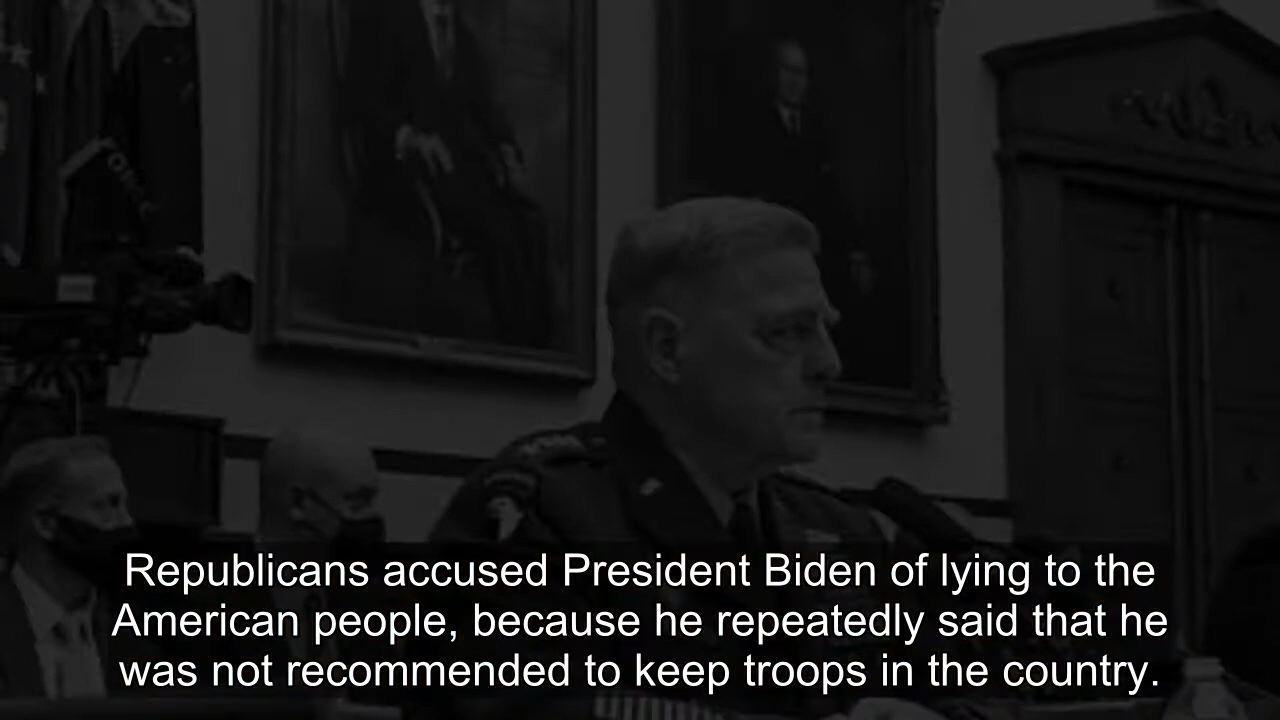 Republicans accused President Biden of lying to the
American people, because he repeatedly said that he
was not recommended to keep troops in the country.